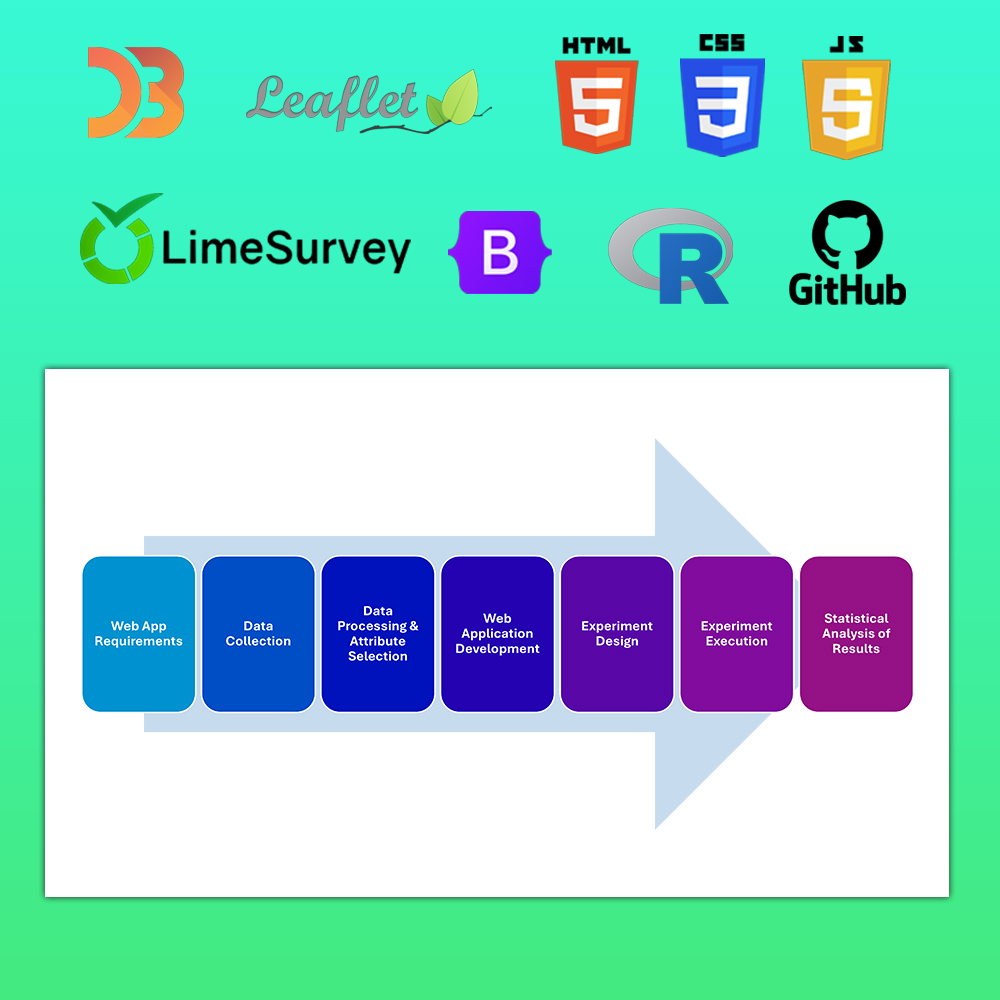 D3
Leaflet
HTML
5
CSS
3
JS
5
LimeSurvey
B
R
GitHub
Web App
Requirements
Data
Collection
Data
Processing &
Attribute
Selection
Web
Application
Development
Experiment
Design
Experiment
Execution
Statistical
Analysis of
Results